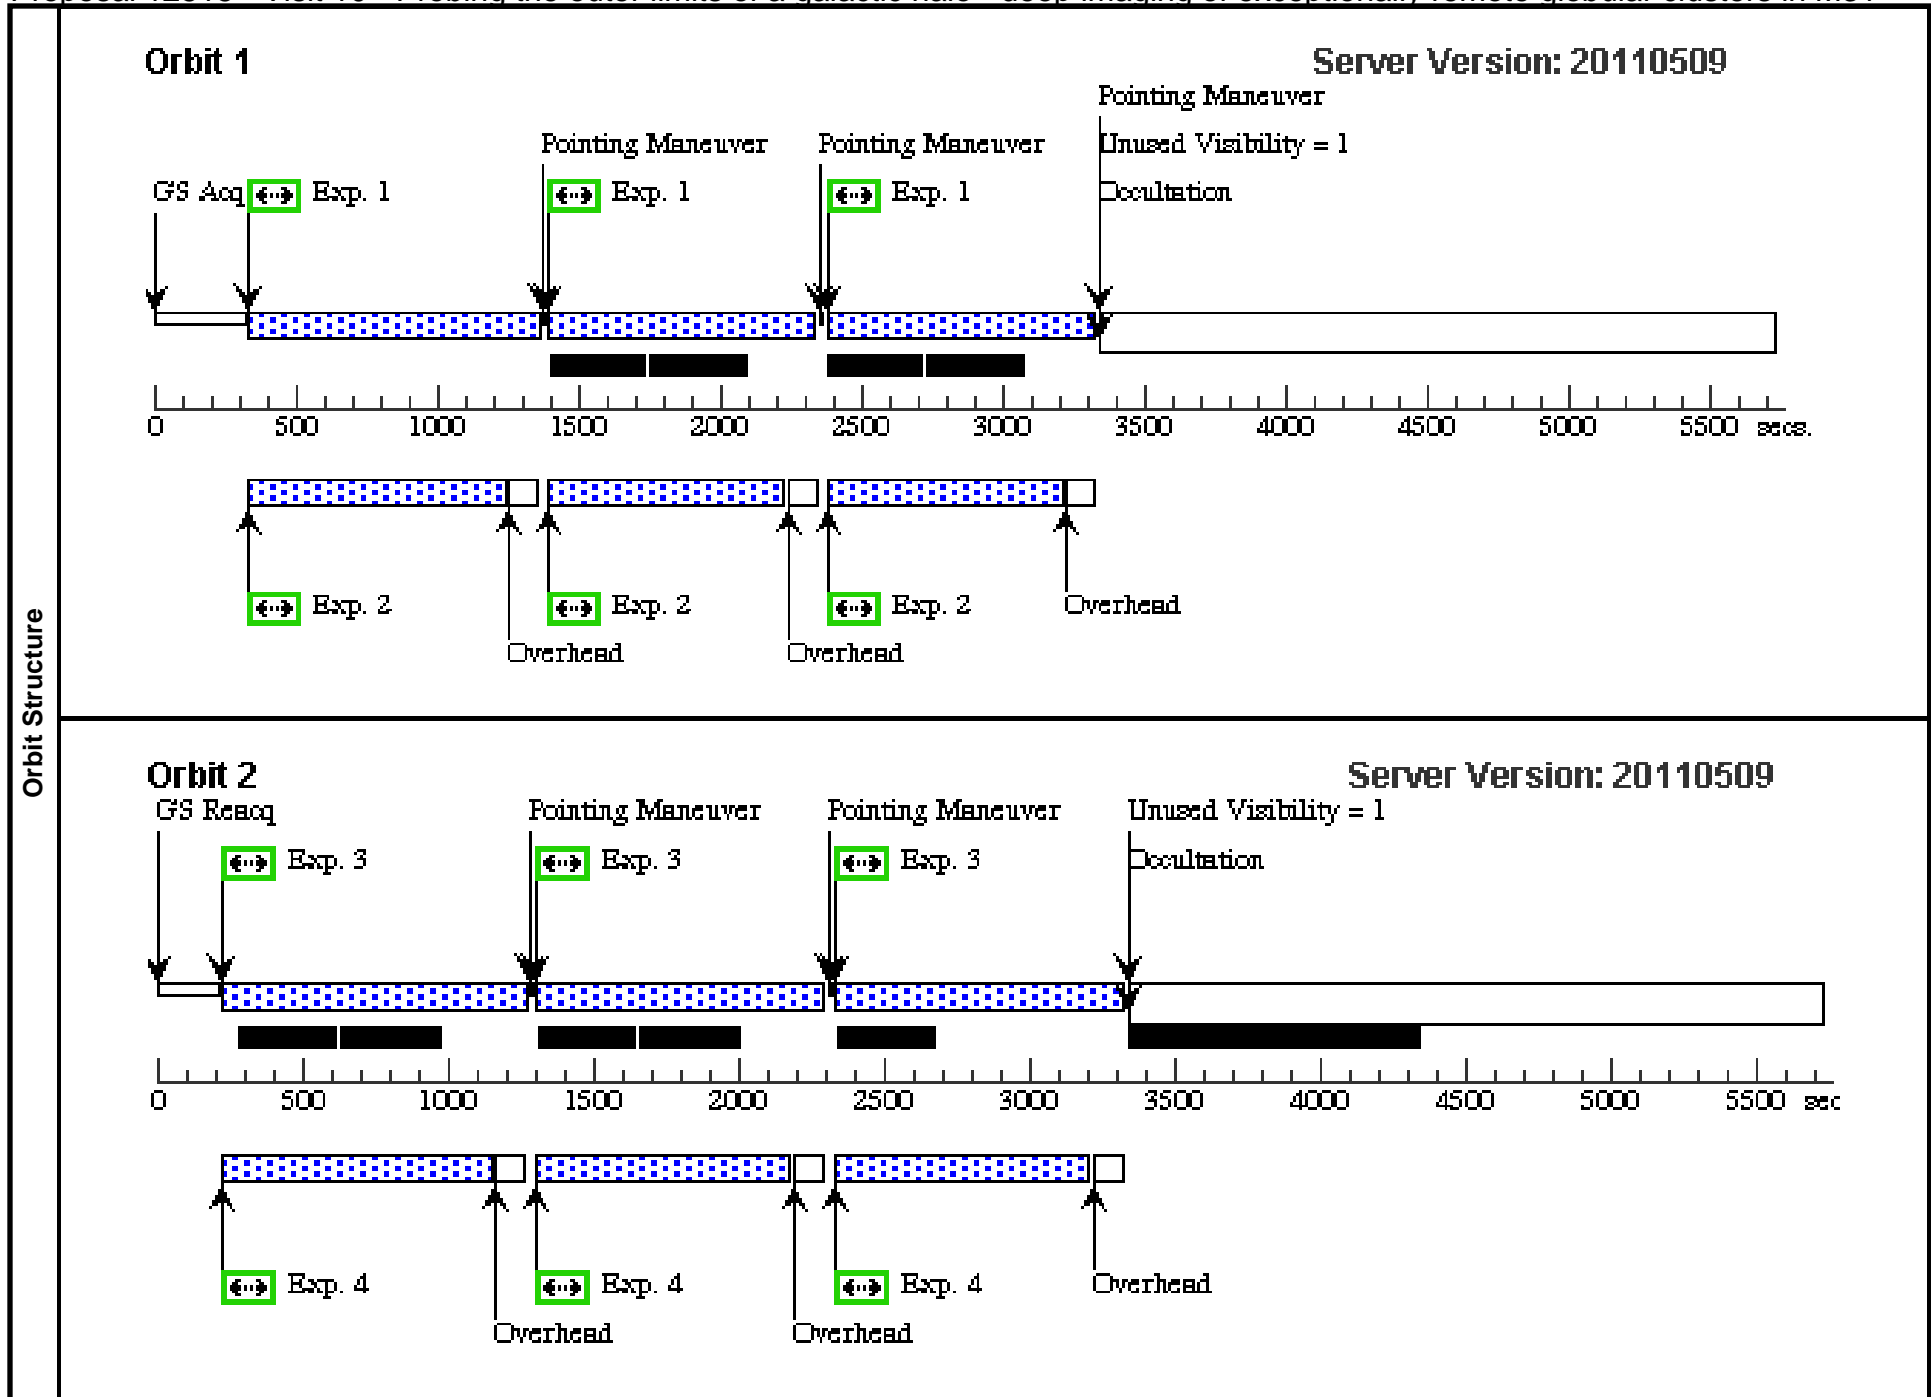 Orbit Structure
Orbit 1
Server Version: 20110509
Pointing Maneuver
Pointing Maneuver
Pointing Maneuver
Unused Visibility = 1
GS Acq
Exp. 1
Exp. 1
Exp. 1
Occultation
0 500 1000 1500 2000 2500 3000 3500 4000 4500 5000 5500 secs.
Exp. 2
Exp. 2
Exp. 2
Overhead
Overhead
Overhead
Orbit 2
Server Version: 20110509
GS Reacq
Pointing Maneuver
Pointing Maneuver
Unused Visibility = 1
Exp. 3
Exp. 3
Exp. 3
Occultation
0 500 1000 1500 2000 2500 3000 3500 4000 4500 5000 5500 sec
Exp. 4
Exp. 4
Exp. 4
Overhead
Overhead
Overhead